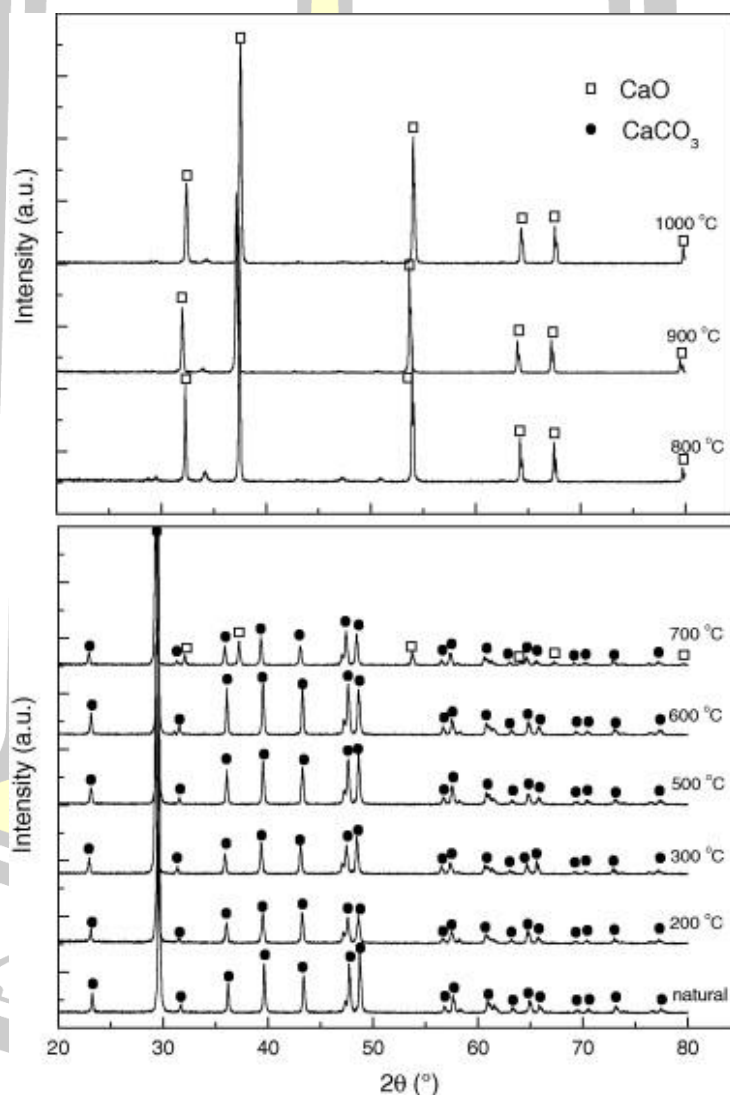 □ CaO
● CaCO₃
1000 °C
900 °C
800 °C
Intensity (a.u.)
700 °C
600 °C
500 °C
300 °C
200 °C
natural
Intensity (a.u.)
20 30 40 50 60 70 80
2θ (°)